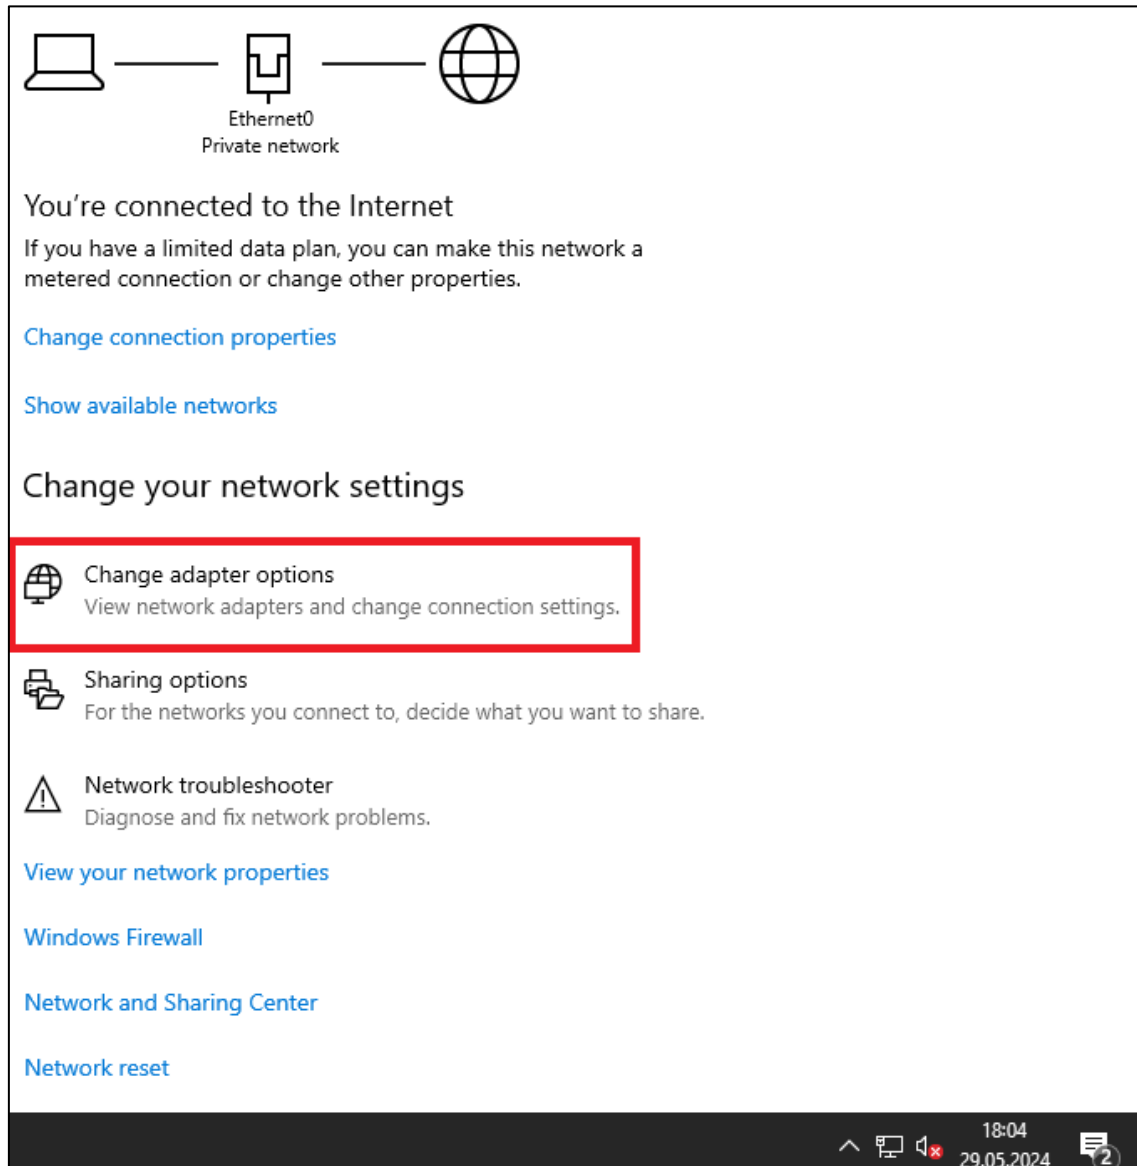 Ethernet0
Private network
You're connected to the Internet
If you have a limited data plan, you can make this network a
metered connection or change other properties.
Change connection properties
Show available networks
Change your network settings
Change adapter options
View network adapters and change connection settings.
Sharing options
For the networks you connect to, decide what you want to share.
Network troubleshooter
Diagnose and fix network problems.
View your network properties
Windows Firewall
Network and Sharing Center
Network reset
18:04
29.05.2024
2